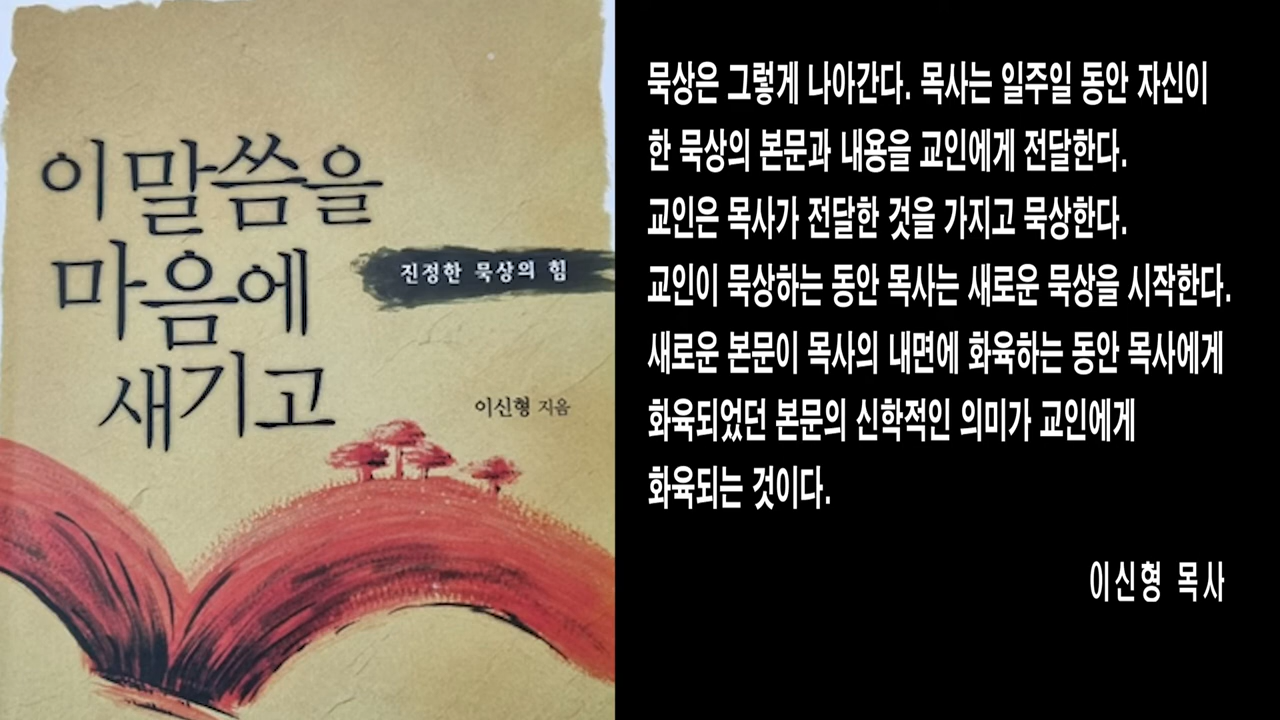 이 말씀을
마음에
새기고
진정한 묵상의 힘
이신형 지음
묵상은 그렇게 나아간다. 목사는 일주일 동안 자신이
한 묵상의 본문과 내용을 교인에게 전달한다.
교인은 목사가 전달한 것을 가지고 묵상한다.
교인이 묵상하는 동안 목사는 새로운 묵상을 시작한다.
새로운 본문이 목사의 내면에 화육하는 동안 목사에게
화육되었던 본문의 신학적인 의미가 교인에게
화육되는 것이다.
이신형 목사